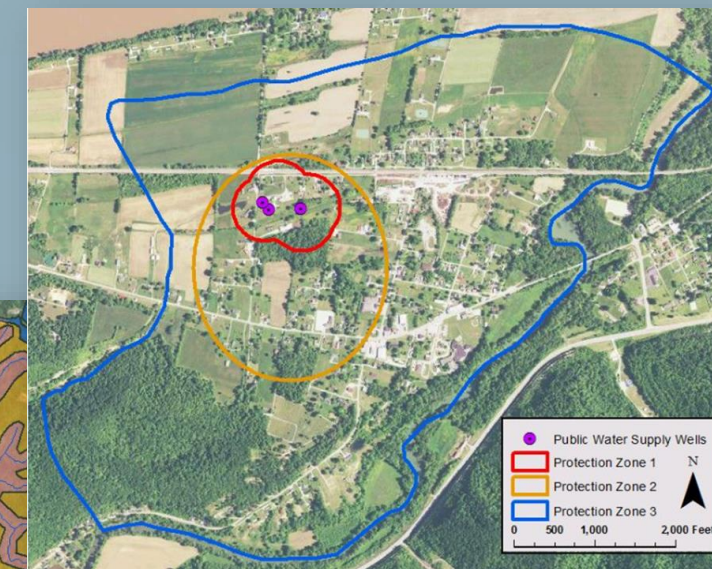 Public Water Supply Wells
Protection Zone 1
N
Protection Zone 2
Protection Zone 3
0 500 1,000 2,000 Feet